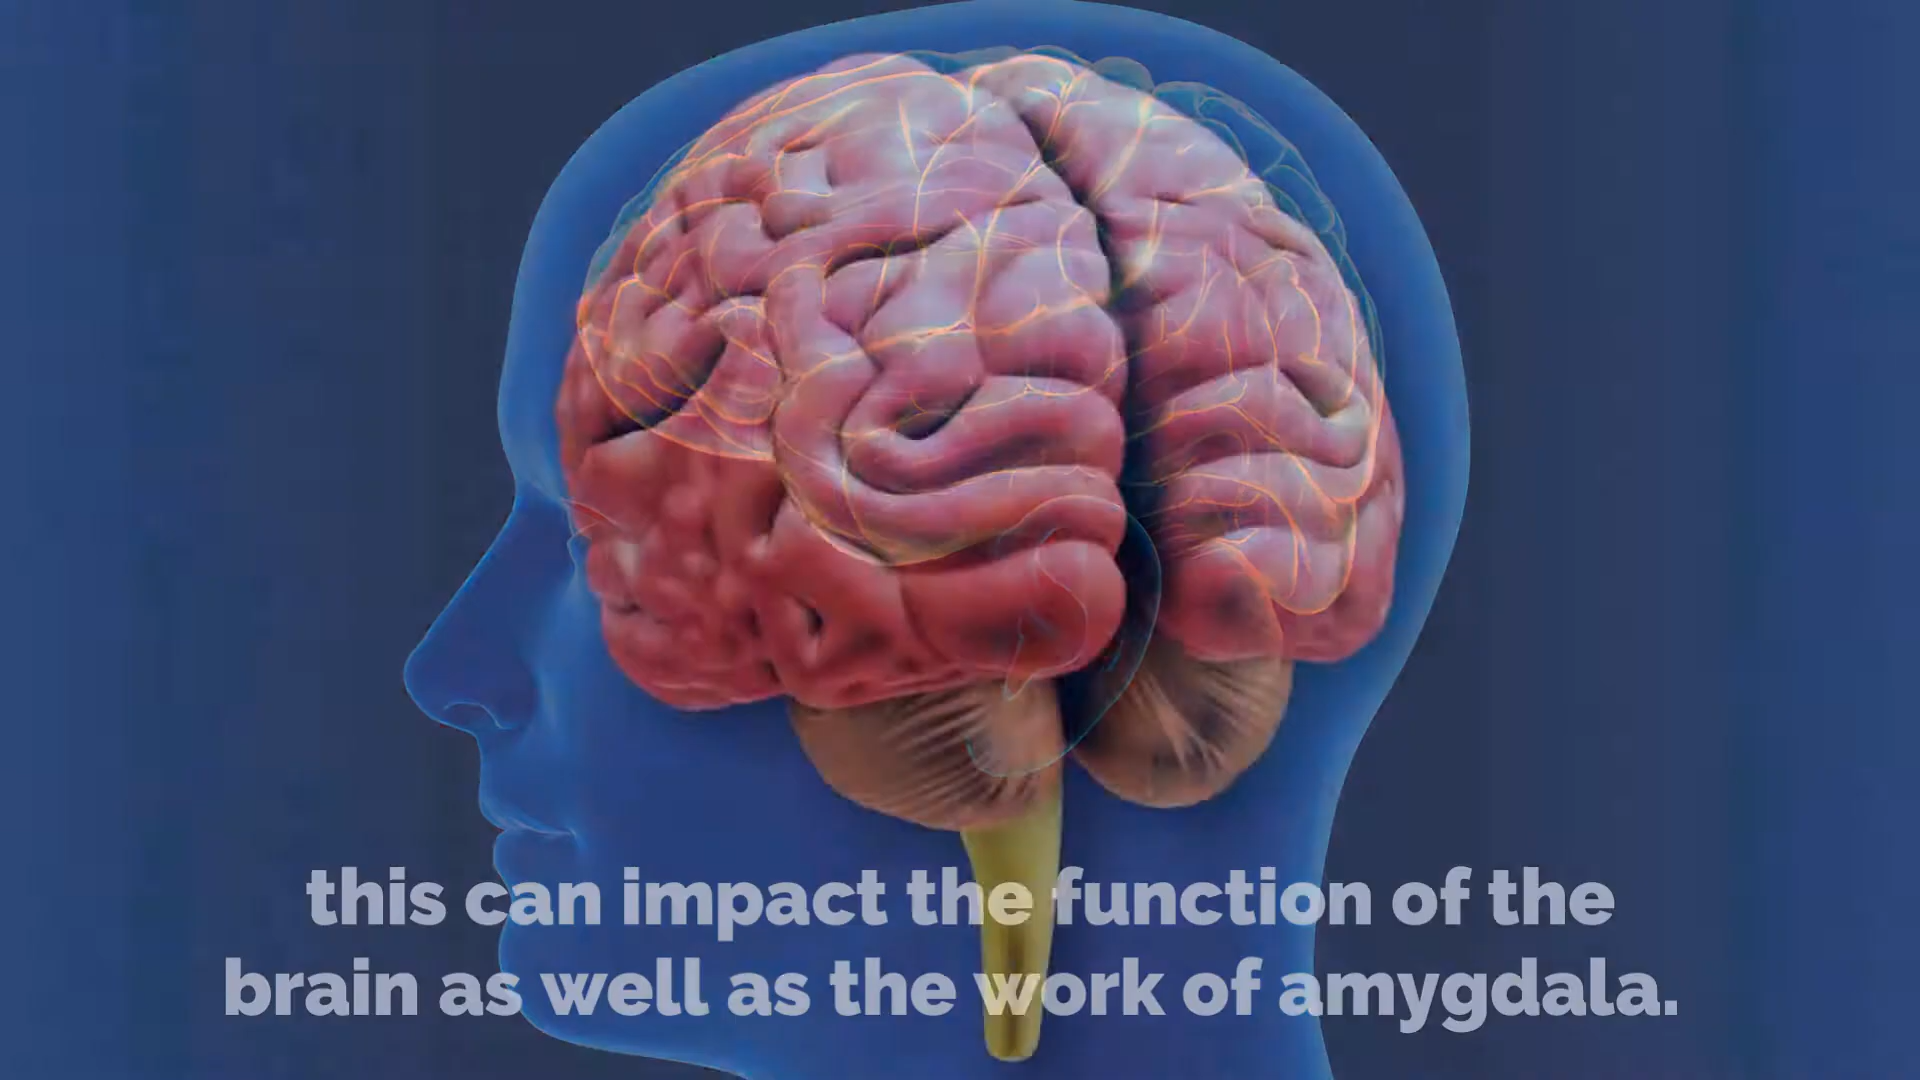 this can impact the function of the
brain as well as the work of amygdala.